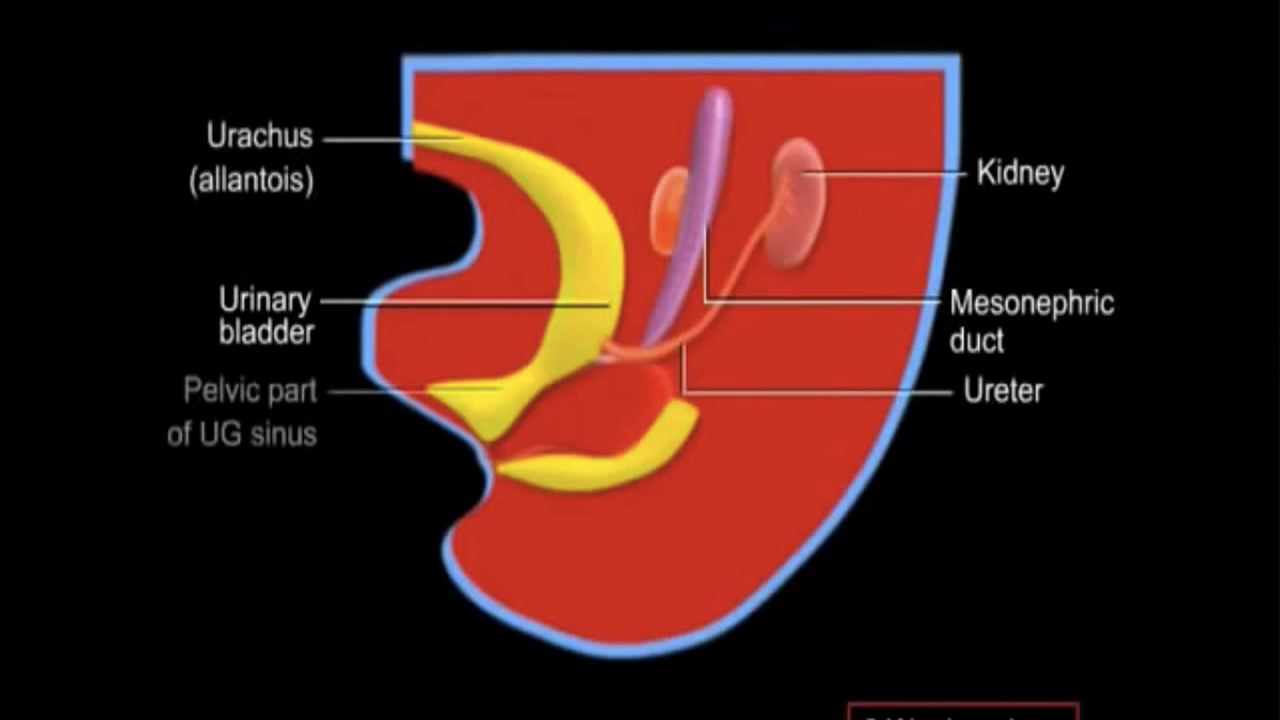 Urachus
(allantois)
Kidney
Urinary
bladder
Mesonephric
duct
Pelvic part
of UG sinus
Ureter